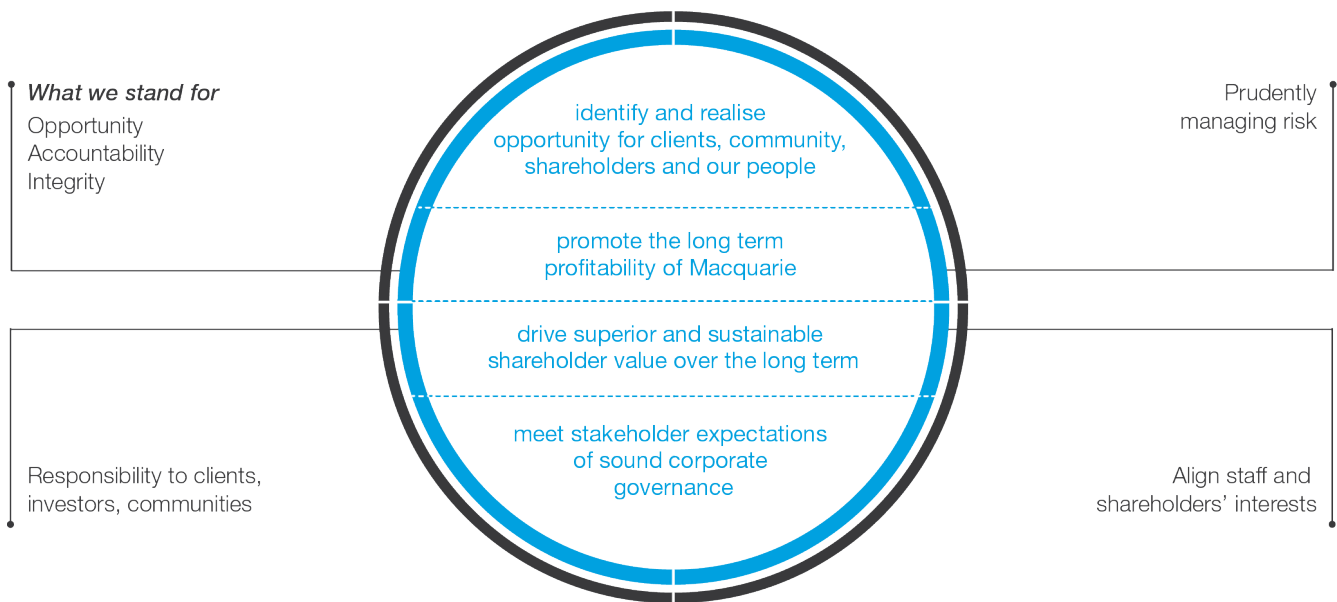 What we stand for
Opportunity
Accountability
Integrity
Prudently
managing risk
identify and realise
opportunity for clients, community,
shareholders and our people
promote the long term
profitability of Macquarie
drive superior and sustainable
shareholder value over the long term
meet stakeholder expectations
of sound corporate
governance
Responsibility to clients,
investors, communities
Align staff and
shareholders’ interests